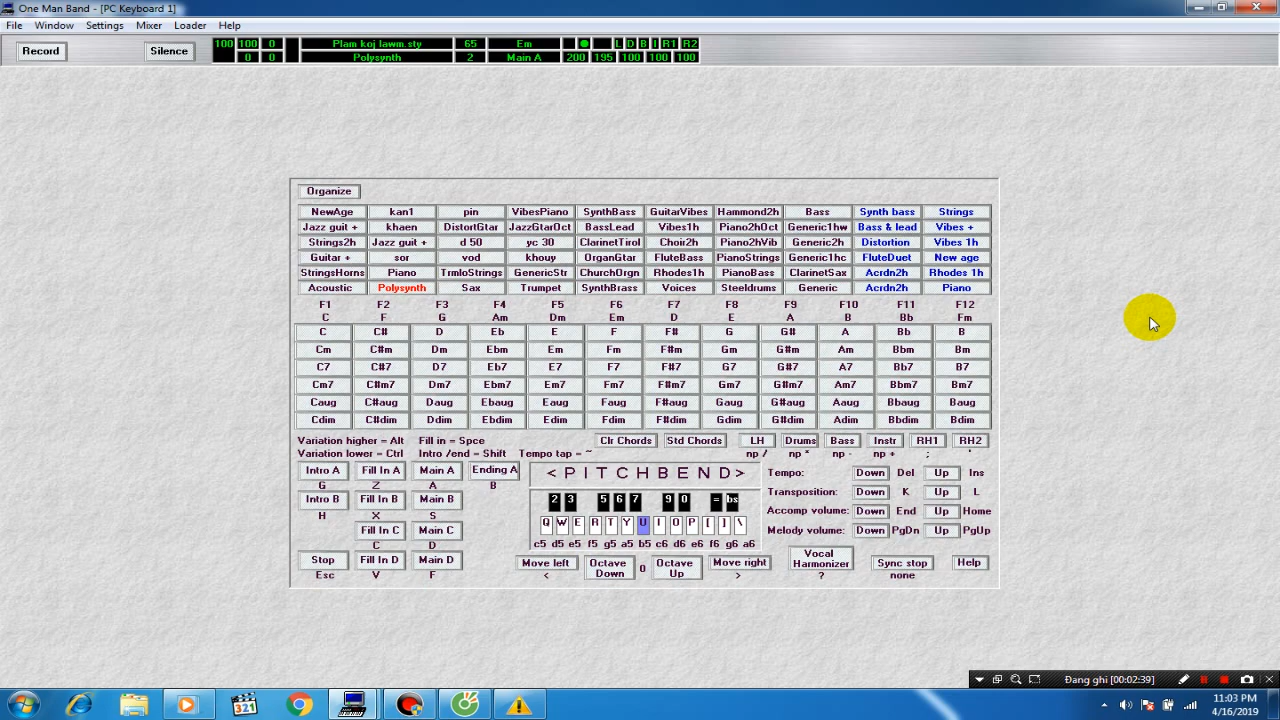 One Man Band - [PC Keyboard 1]
File Window Settings Mixer Loader Help
Record Silence 100 100 0 Plam koj lawm.sty 65 Em L D B I R1 R2
0 0 Polysynth 2 Main A 200 195 100 100 100
Organize
NewAge kan1 pin VibesPiano SynthBass GuitarVibes Hammond2h Bass Synth bass Strings
Jazz guit + khaen DistortGtar JazzGtarOct BassLead Vibes1h Piano2hOct Generic1hw Bass & lead Vibes +
Strings2h Jazz guit + d 50 yc 30 ClarinetTirol Choir2h Piano2hVib Generic2h Distortion Vibes 1h
Guitar + sor vod khouy OrganGtar FluteBass PianoStrings Generic1hc FluteDuet New age
StringsHorns Piano TrmloStrings GenericStr ChurchOrgn Rhodes1h PianoBass ClarinetSax Acrdn2h Rhodes 1h
Acoustic Polysynth Sax Trumpet SynthBrass Voices Steeldrums Generic Acrdn2h Piano
F1 F2 F3 F4 F5 F6 F7 F8 F9 F10 F11 F12
C F G Am Dm Em D E A B Bb Fm
C C# D Eb E F F# G G# A Bb B
Cm C#m Dm Ebm Em Fm F#m Gm G#m Am Bbm Bm
C7 C#7 D7 Eb7 E7 F7 F#7 G7 G#7 A7 Bb7 B7
Cm7 C#m7 Dm7 Ebm7 Em7 Fm7 F#m7 Gm7 G#m7 Am7 Bbm7 Bm7
Caug C#aug Daug Ebaug Eaug Faug F#aug Gaug G#aug Aaug Bbaug Baug
Cdim C#dim Ddim Ebdim Edim Fdim F#dim Gdim G#dim Adim Bbdim Bdim
Variation higher = Alt Fill in = Spce Clr Chords Std Chords LH Drums Bass Instr RH1 RH2
Variation lower = Ctrl Intro /end = Shift Tempo tap = ~ np / np * np - np + ; '
Intro A Fill In A Main A Ending A < P I T C H B E N D > Tempo: Down Del Up Ins
G Z A B
Intro B Fill In B Main B 2 3 5 6 7 9 0 = bs Transposition: Down K Up L
H X S Accomp volume: Down End Up Home
Fill In C Main C Q W E R T Y U I O P [ ] \ Melody volume: Down PgDn Up PgUp
C D c5 d5 e5 f5 g5 a5 b5 c6 d6 e6 f6 g6 a6
Stop Fill In D Main D Move left Octave Down 0 Octave Up Move right Vocal Harmonizer Sync stop Help
Esc V F < > ? none
Đang ghi [00:02:39]
321
11:03 PM
4/16/2019